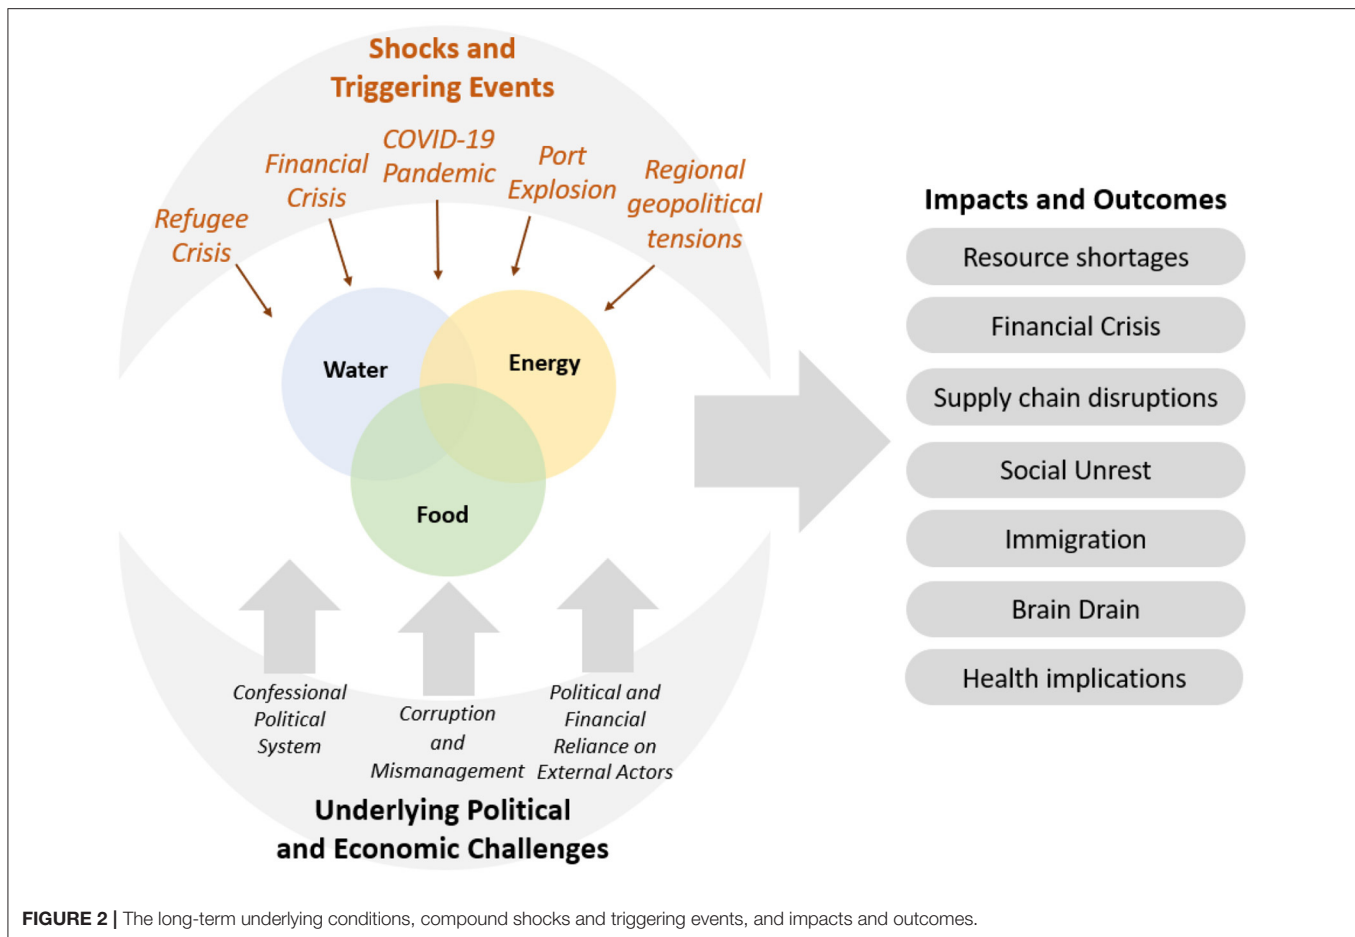 Shocks and
Triggering Events
Refugee
Crisis
Financial
Crisis
COVID-19
Pandemic
Port
Explosion
Regional
geopolitical
tensions
Water
Energy
Food
Confessional
Political
System
Corruption
and
Mismanagement
Political and
Financial
Reliance on
External Actors
Underlying Political
and Economic Challenges
Impacts and Outcomes
Resource shortages
Financial Crisis
Supply chain disruptions
Social Unrest
Immigration
Brain Drain
Health implications
FIGURE 2 | The long-term underlying conditions, compound shocks and triggering events, and impacts and outcomes.